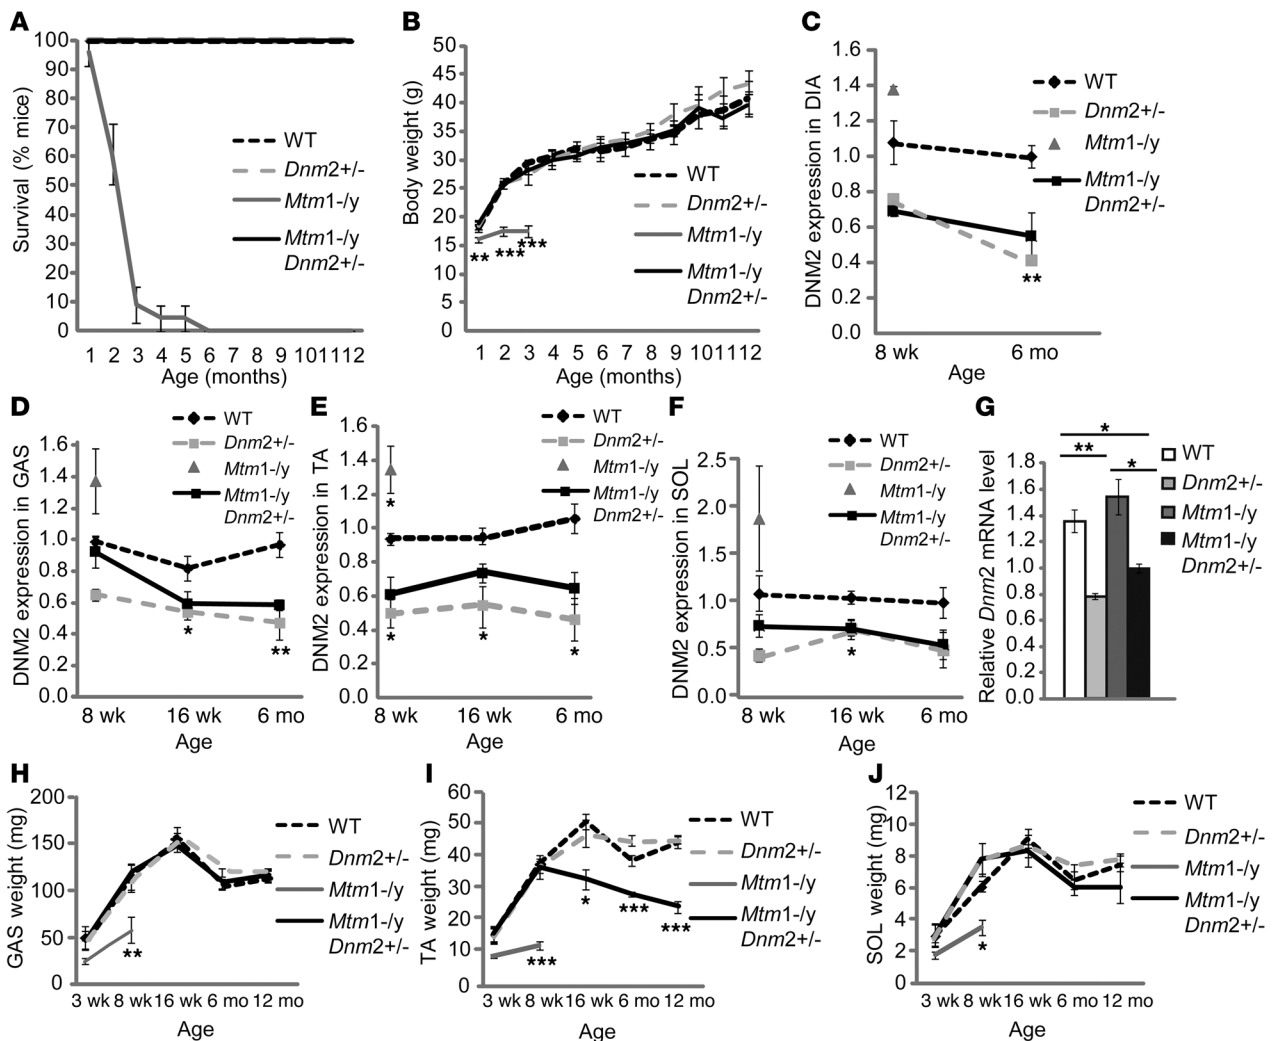 A
Survival (% mice)
100
90
80
70
60
50
40
30
20
10
0
1 2 3 4 5 6 7 8 9 10 11 12
Age (months)
WT
Dnm2+/-
Mtm1-/y
Mtm1-/y
Dnm2+/-
B
Body weight (g)
50
45
40
35
30
25
20
15
10
5
0
** *** ***
1 2 3 4 5 6 7 8 9 10 11 12
Age (months)
WT
Dnm2+/-
Mtm1-/y
Mtm1-/y
Dnm2+/-
C
DNM2 expression in DIA
1.6
1.4
1.2
1.0
0.8
0.6
0.4
0.2
0.0
**
8 wk 6 mo
Age
WT
Dnm2+/-
Mtm1-/y
Mtm1-/y
Dnm2+/-
D
DNM2 expression in GAS
1.6
1.4
1.2
1.0
0.8
0.6
0.4
0.2
0.0
* **
8 wk 16 wk 6 mo
Age
WT
Dnm2+/-
Mtm1-/y
Mtm1-/y
Dnm2+/-
E
DNM2 expression in TA
1.6
1.4
1.2
1.0
0.8
0.6
0.4
0.2
0.0
*
* * *
8 wk 16 wk 6 mo
Age
WT
Dnm2+/-
Mtm1-/y
Mtm1-/y
Dnm2+/-
F
DNM2 expression in SOL
2.5
2.0
1.5
1.0
0.5
0.0
*
8 wk 16 wk 6 mo
Age
WT
Dnm2+/-
Mtm1-/y
Mtm1-/y
Dnm2+/-
G
Relative Dnm2 mRNA level
1.8
1.6
1.4
1.2
1.0
0.8
0.6
0.4
0.2
0.0
*
**
*
WT
Dnm2+/-
Mtm1-/y
Mtm1-/y
Dnm2+/-
H
GAS weight (mg)
200
150
100
50
0
**
3 wk 8 wk 16 wk 6 mo 12 mo
Age
WT
Dnm2+/-
Mtm1-/y
Mtm1-/y
Dnm2+/-
I
TA weight (mg)
60
50
40
30
20
10
0
*** * *** ***
3 wk 8 wk 16 wk 6 mo 12 mo
Age
WT
Dnm2+/-
Mtm1-/y
Mtm1-/y
Dnm2+/-
J
SOL weight (mg)
12
10
8
6
4
2
0
*
3 wk 8 wk 16 wk 6 mo 12 mo
Age
WT
Dnm2+/-
Mtm1-/y
Mtm1-/y
Dnm2+/-